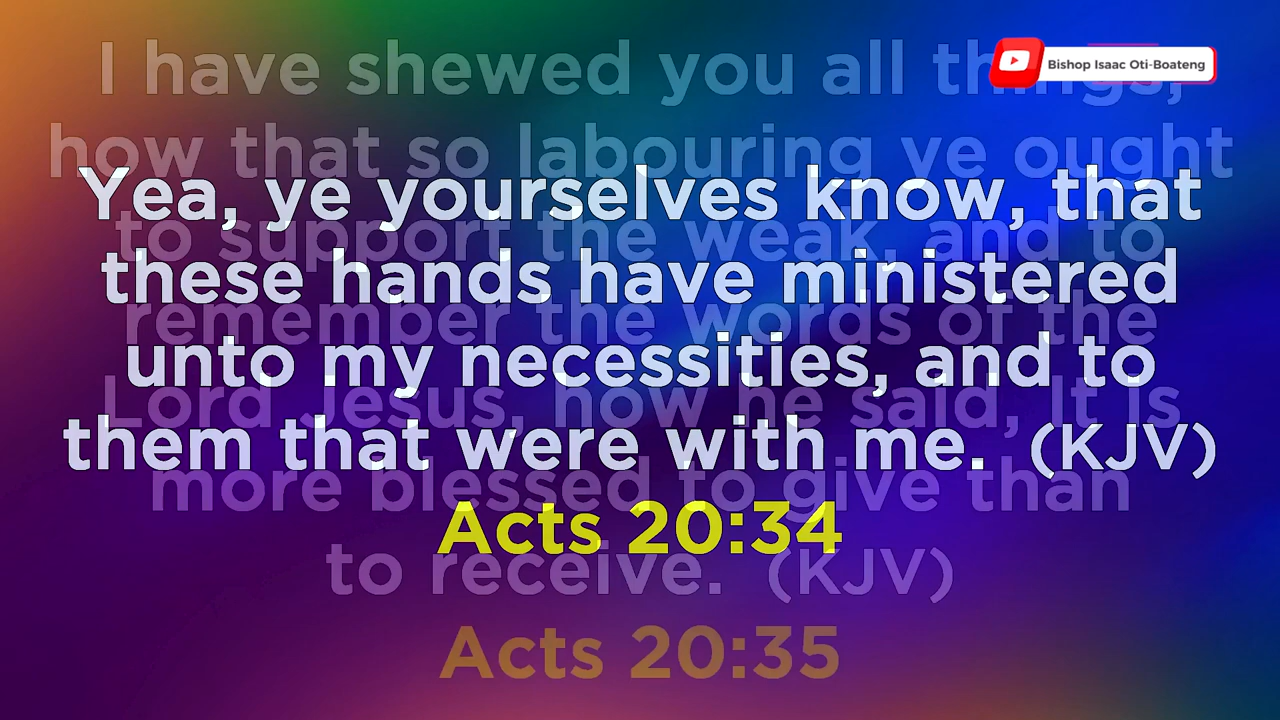 Bishop Isaac Oti-Boateng
I have shewed you all things,
how that so labouring ye ought
to support the weak, and to
remember the words of the
Lord Jesus, how he said, It is
more blessed to give than
to receive. (KJV)
Acts 20:35
Yea, ye yourselves know, that
these hands have ministered
unto my necessities, and to
them that were with me. (KJV)
Acts 20:34